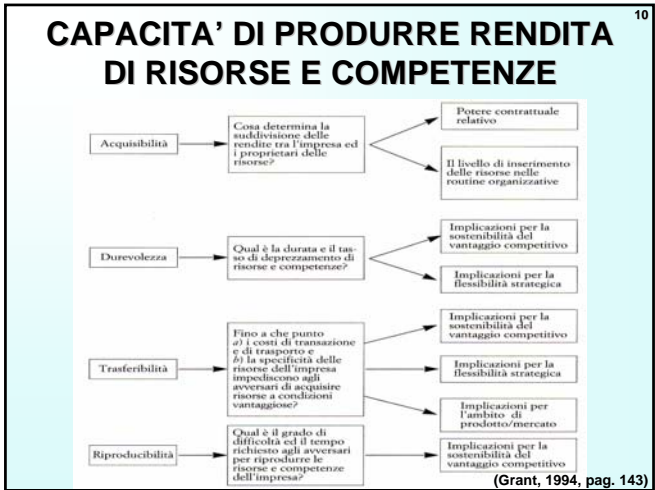 10
CAPACITA' DI PRODURRE RENDITA
DI RISORSE E COMPETENZE
Acquisibilità
Cosa determina la
suddivisione delle
rendite tra l'impresa ed
i proprietari delle
risorse?
Potere contrattuale
relativo
Il livello di inserimento
delle risorse nelle
routine organizzative
Durevolezza
Qual è la durata e il tas-
so di deprezzamento di
risorse e competenze?
Implicazioni per la
sostenibilità del
vantaggio competitivo
Implicazioni per la
flessibilità strategica
Trasferibilità
Fino a che punto
a) i costi di transazione
e di trasporto e
b) la specificità delle
risorse dell'impresa
impediscono agli
avversari di acquisire
risorse a condizioni
vantaggiose?
Implicazioni per la
sostenibilità del
vantaggio competitivo
Implicazioni per la
flessibilità strategica
Implicazioni per
l'ambito di
prodotto/mercato
Riproducibilità
Qual è il grado di
difficoltà ed il tempo
richiesto agli avversari
per riprodurre le
risorse e competenze
dell'impresa?
Implicazioni per la
sostenibilità del
vantaggio competitivo
(Grant, 1994, pag. 143)